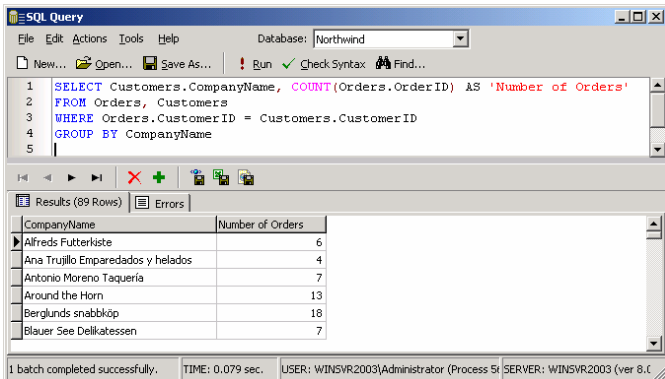 SQL Query
File Edit Actions Tools Help Database: Northwind
New... Open... Save As... Run Check Syntax Find...
1 SELECT Customers.CompanyName, COUNT(Orders.OrderID) AS 'Number of Orders'
2 FROM Orders, Customers
3 WHERE Orders.CustomerID = Customers.CustomerID
4 GROUP BY CompanyName
5
Results (89 Rows) Errors
CompanyName Number of Orders
Alfreds Futterkiste 6
Ana Trujillo Emparedados y helados 4
Antonio Moreno Taquería 7
Around the Horn 13
Berglunds snabbköp 18
Blauer See Delikatessen 7
1 batch completed successfully. TIME: 0.079 sec. USER: WINSVR2003\Administrator (Process SERVER: WINSVR2003 (ver 8.